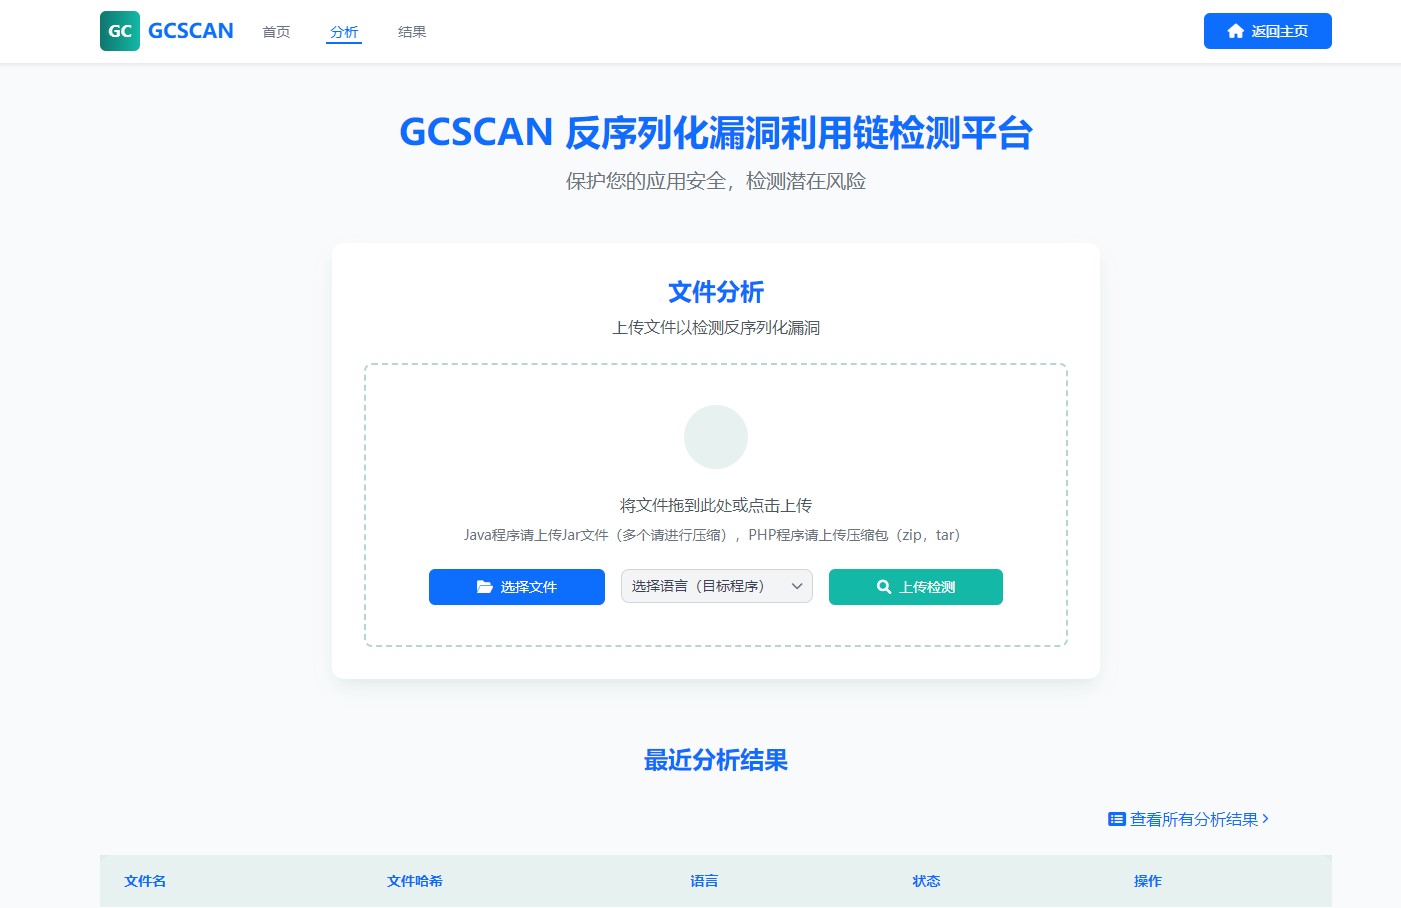 GC GCSCAN 首页 分析 结果 返回主页
GCSCAN 反序列化漏洞利用链检测平台
保护您的应用安全，检测潜在风险
文件分析
上传文件以检测反序列化漏洞
将文件拖到此处或点击上传
Java程序请上传Jar文件（多个请进行压缩），PHP程序请上传压缩包（zip，tar）
选择文件 选择语言（目标程序） 上传检测
最近分析结果
查看所有分析结果
文件名 文件哈希 语言 状态 操作